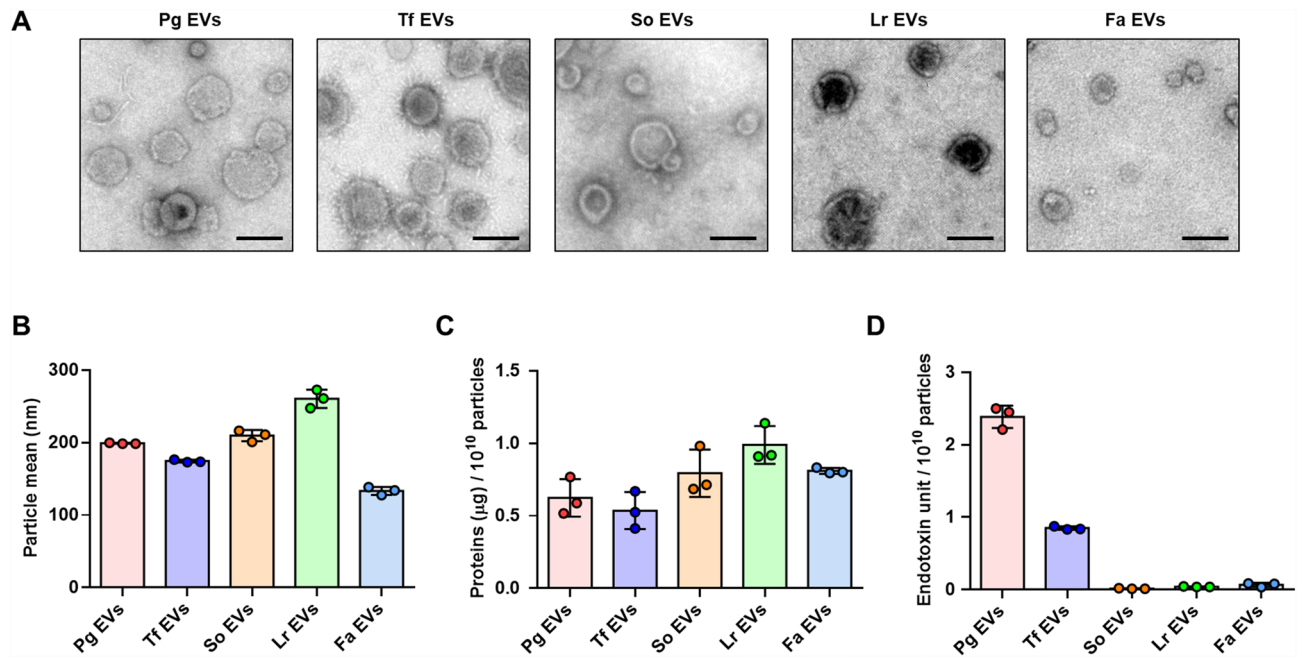 A
Pg EVs Tf EVs So EVs Lr EVs Fa EVs
B
Particle mean (nm)
300
200
100
0
Pg EVs Tf EVs So EVs Lr EVs Fa EVs
C
Proteins (µg) / 10¹⁰ particles
1.5
1.0
0.5
0.0
Pg EVs Tf EVs So EVs Lr EVs Fa EVs
D
Endotoxin unit / 10¹⁰ particles
3
2
1
0
Pg EVs Tf EVs So EVs Lr EVs Fa EVs